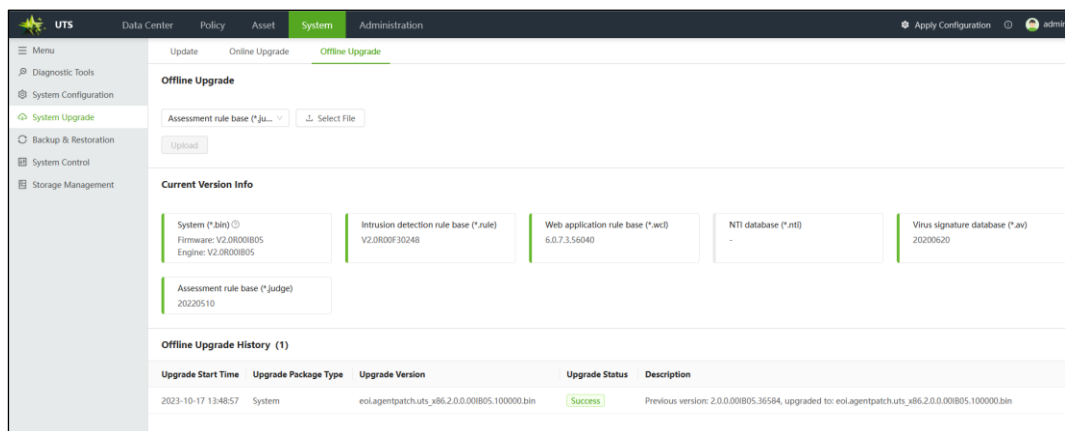 UTS Data Center Policy Asset System Administration Apply Configuration admin
Menu
Diagnostic Tools
System Configuration
System Upgrade
Backup & Restoration
System Control
Storage Management
Update Online Upgrade Offline Upgrade
Offline Upgrade
Assessment rule base (*.ju... Select File
Upload
Current Version Info
System (*.bin)
Firmware: V2.0R00IB05
Engine: V2.0R00IB05
Intrusion detection rule base (*.rule)
V2.0R00F30248
Web application rule base (*.wcl)
6.0.7.3.56040
NTI database (*.nti)
-
Virus signature database (*.av)
20200620
Assessment rule base (*.judge)
20220510
Offline Upgrade History (1)
Upgrade Start Time Upgrade Package Type Upgrade Version Upgrade Status Description
2023-10-17 13:48:57 System eoi.agentpatch.uts_x86.2.0.0.00IB05.100000.bin Success Previous version: 2.0.0.00IB05.36584, upgraded to: eoi.agentpatch.uts_x86.2.0.0.00IB05.100000.bin